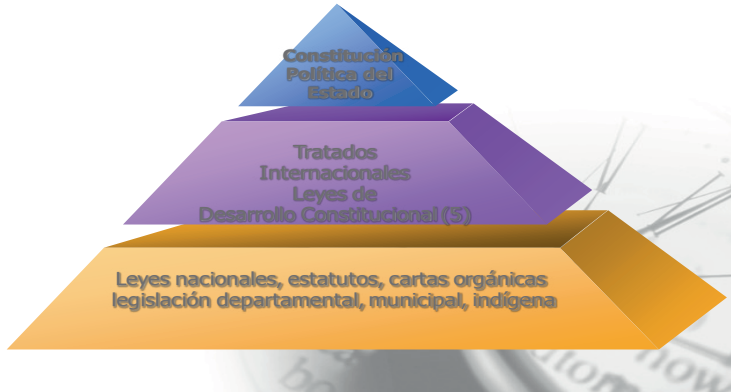 Constitución
Política del
Estado
Tratados
Internacionales
Leyes de
Desarrollo Constitucional (5)
Leyes nacionales, estatutos, cartas orgánicas
legislación departamental, municipal, indígena
now